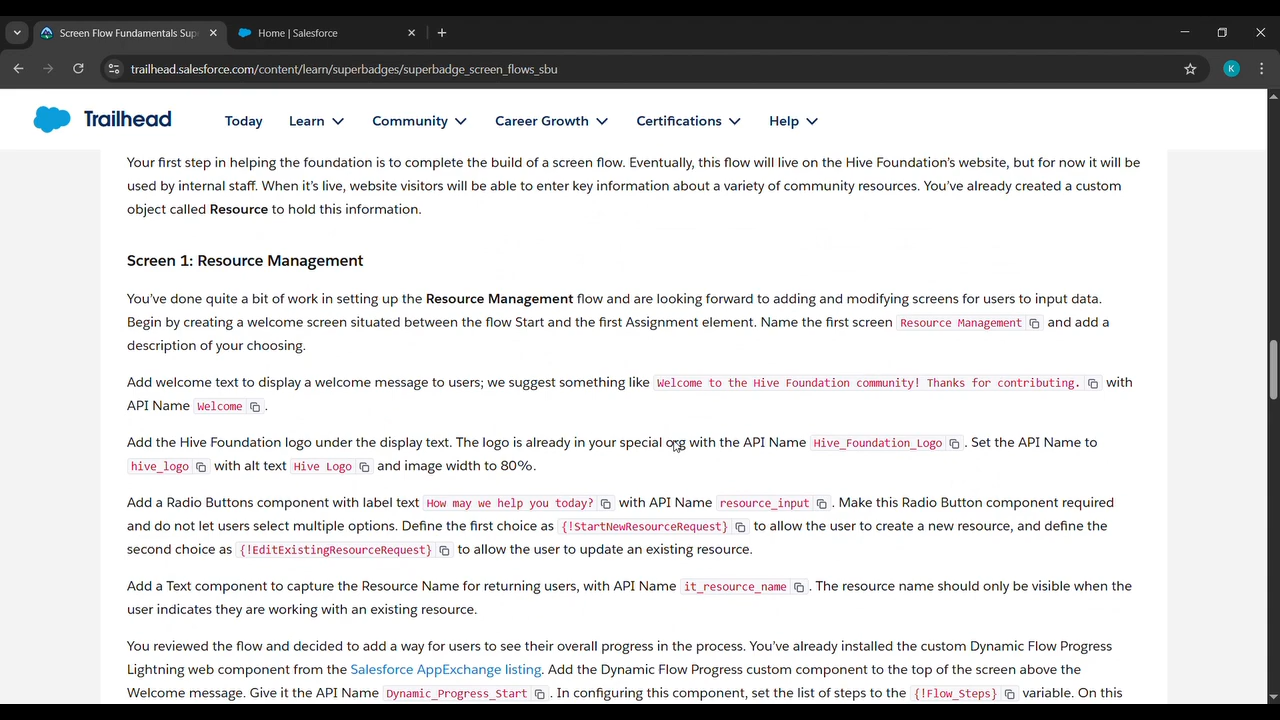 Screen Flow Fundamentals Sup
Home | Salesforce
trailhead.salesforce.com/content/learn/superbadges/superbadge_screen_flows_sbu
K
Trailhead
Today Learn Community Career Growth Certifications Help
Your first step in helping the foundation is to complete the build of a screen flow. Eventually, this flow will live on the Hive Foundation's website, but for now it will be
used by internal staff. When it's live, website visitors will be able to enter key information about a variety of community resources. You've already created a custom
object called Resource to hold this information.
Screen 1: Resource Management
You've done quite a bit of work in setting up the Resource Management flow and are looking forward to adding and modifying screens for users to input data.
Begin by creating a welcome screen situated between the flow Start and the first Assignment element. Name the first screen Resource Management and add a
description of your choosing.
Add welcome text to display a welcome message to users; we suggest something like Welcome to the Hive Foundation community! Thanks for contributing. with
API Name Welcome .
Add the Hive Foundation logo under the display text. The logo is already in your special org with the API Name Hive_Foundation_Logo . Set the API Name to
hive_logo with alt text Hive Logo and image width to 80%.
Add a Radio Buttons component with label text How may we help you today? with API Name resource_input . Make this Radio Button component required
and do not let users select multiple options. Define the first choice as {!StartNewResourceRequest} to allow the user to create a new resource, and define the
second choice as {!EditExistingResourceRequest} to allow the user to update an existing resource.
Add a Text component to capture the Resource Name for returning users, with API Name it_resource_name . The resource name should only be visible when the
user indicates they are working with an existing resource.
You reviewed the flow and decided to add a way for users to see their overall progress in the process. You've already installed the custom Dynamic Flow Progress
Lightning web component from the Salesforce AppExchange listing. Add the Dynamic Flow Progress custom component to the top of the screen above the
Welcome message. Give it the API Name Dynamic_Progress_Start . In configuring this component, set the list of steps to the {!Flow_Steps} variable. On this